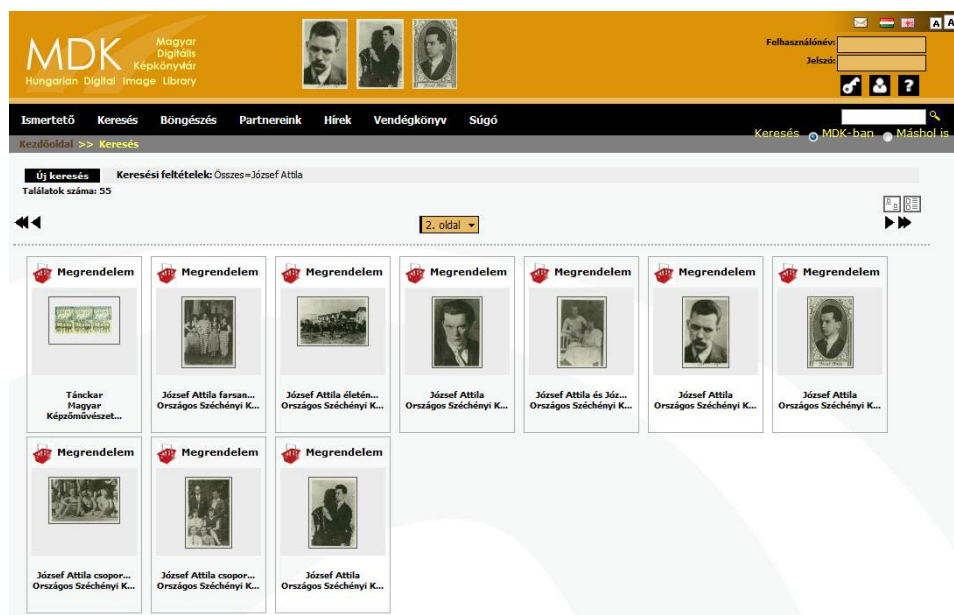 MDK
Magyar
Digitális
Képkönyvtár
Hungarian Digital Image Library
Felhasználónév:
Jelszó:
?
A A
Ismertető Keresés Böngészés Partnereink Hírek Vendégkönyv Súgó
Keresés MDK-ban Máshol is
Kezdőoldal >> Keresés
Új keresés Keresési feltételek: Összes=József Attila
Találatok száma: 55
2. oldal
Megrendelem Megrendelem Megrendelem Megrendelem Megrendelem Megrendelem Megrendelem
Tánckar
Magyar
Képzőművészet...
József Attila farsan...
Országos Széchényi K...
József Attila életén...
Országos Széchényi K...
József Attila
Országos Széchényi K...
József Attila és Józ...
Országos Széchényi K...
József Attila
Országos Széchényi K...
József Attila
Országos Széchényi K...
Megrendelem Megrendelem Megrendelem
József Attila csopor...
Országos Széchényi K...
József Attila csopor...
Országos Széchényi K...
József Attila
Országos Széchényi K...